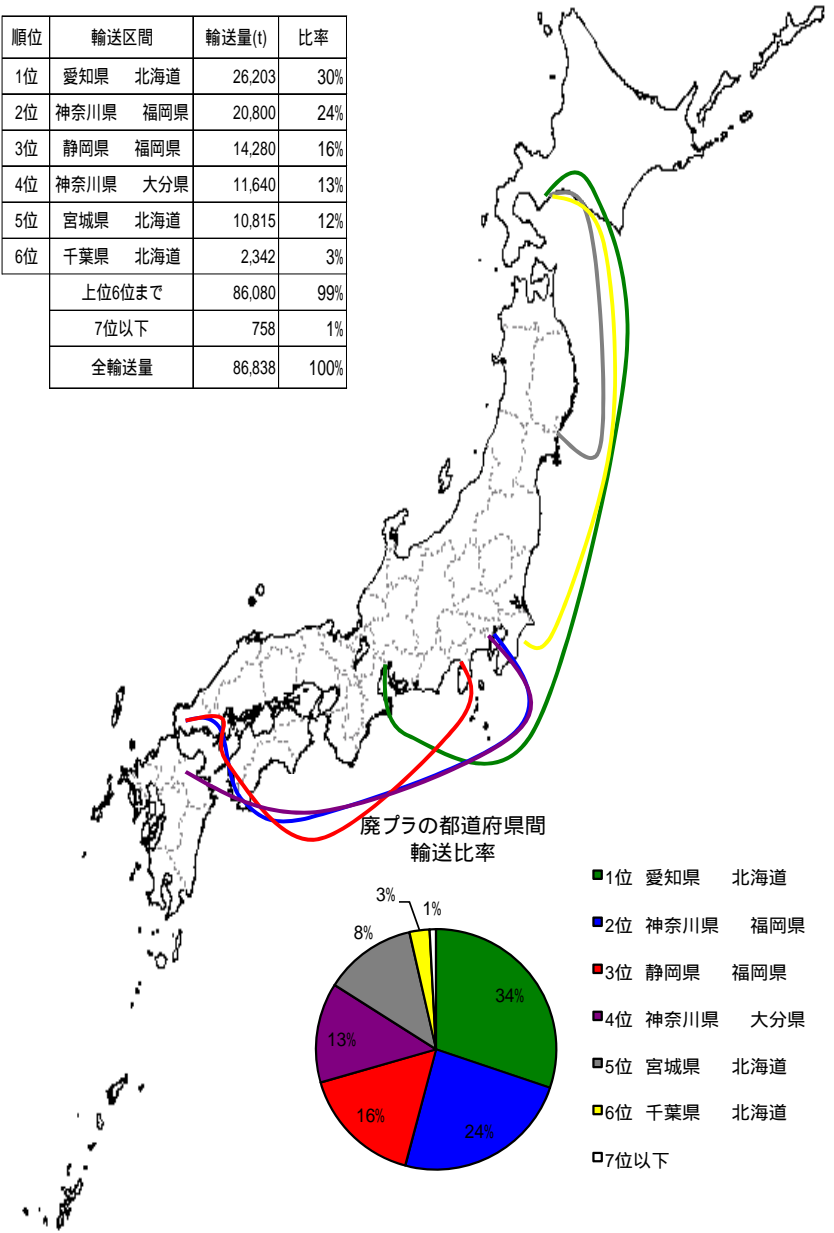 順位 輸送区間 輸送量(t) 比率
1位 愛知県 北海道 26,203 30%
2位 神奈川県 福岡県 20,800 24%
3位 静岡県 福岡県 14,280 16%
4位 神奈川県 大分県 11,640 13%
5位 宮城県 北海道 10,815 12%
6位 千葉県 北海道 2,342 3%
上位6位まで 86,080 99%
7位以下 758 1%
全輸送量 86,838 100%
廃プラの都道府県間
輸送比率
3%
1%
8%
34%
13%
16%
24%
1位 愛知県 北海道
2位 神奈川県 福岡県
3位 静岡県 福岡県
4位 神奈川県 大分県
5位 宮城県 北海道
6位 千葉県 北海道
7位以下